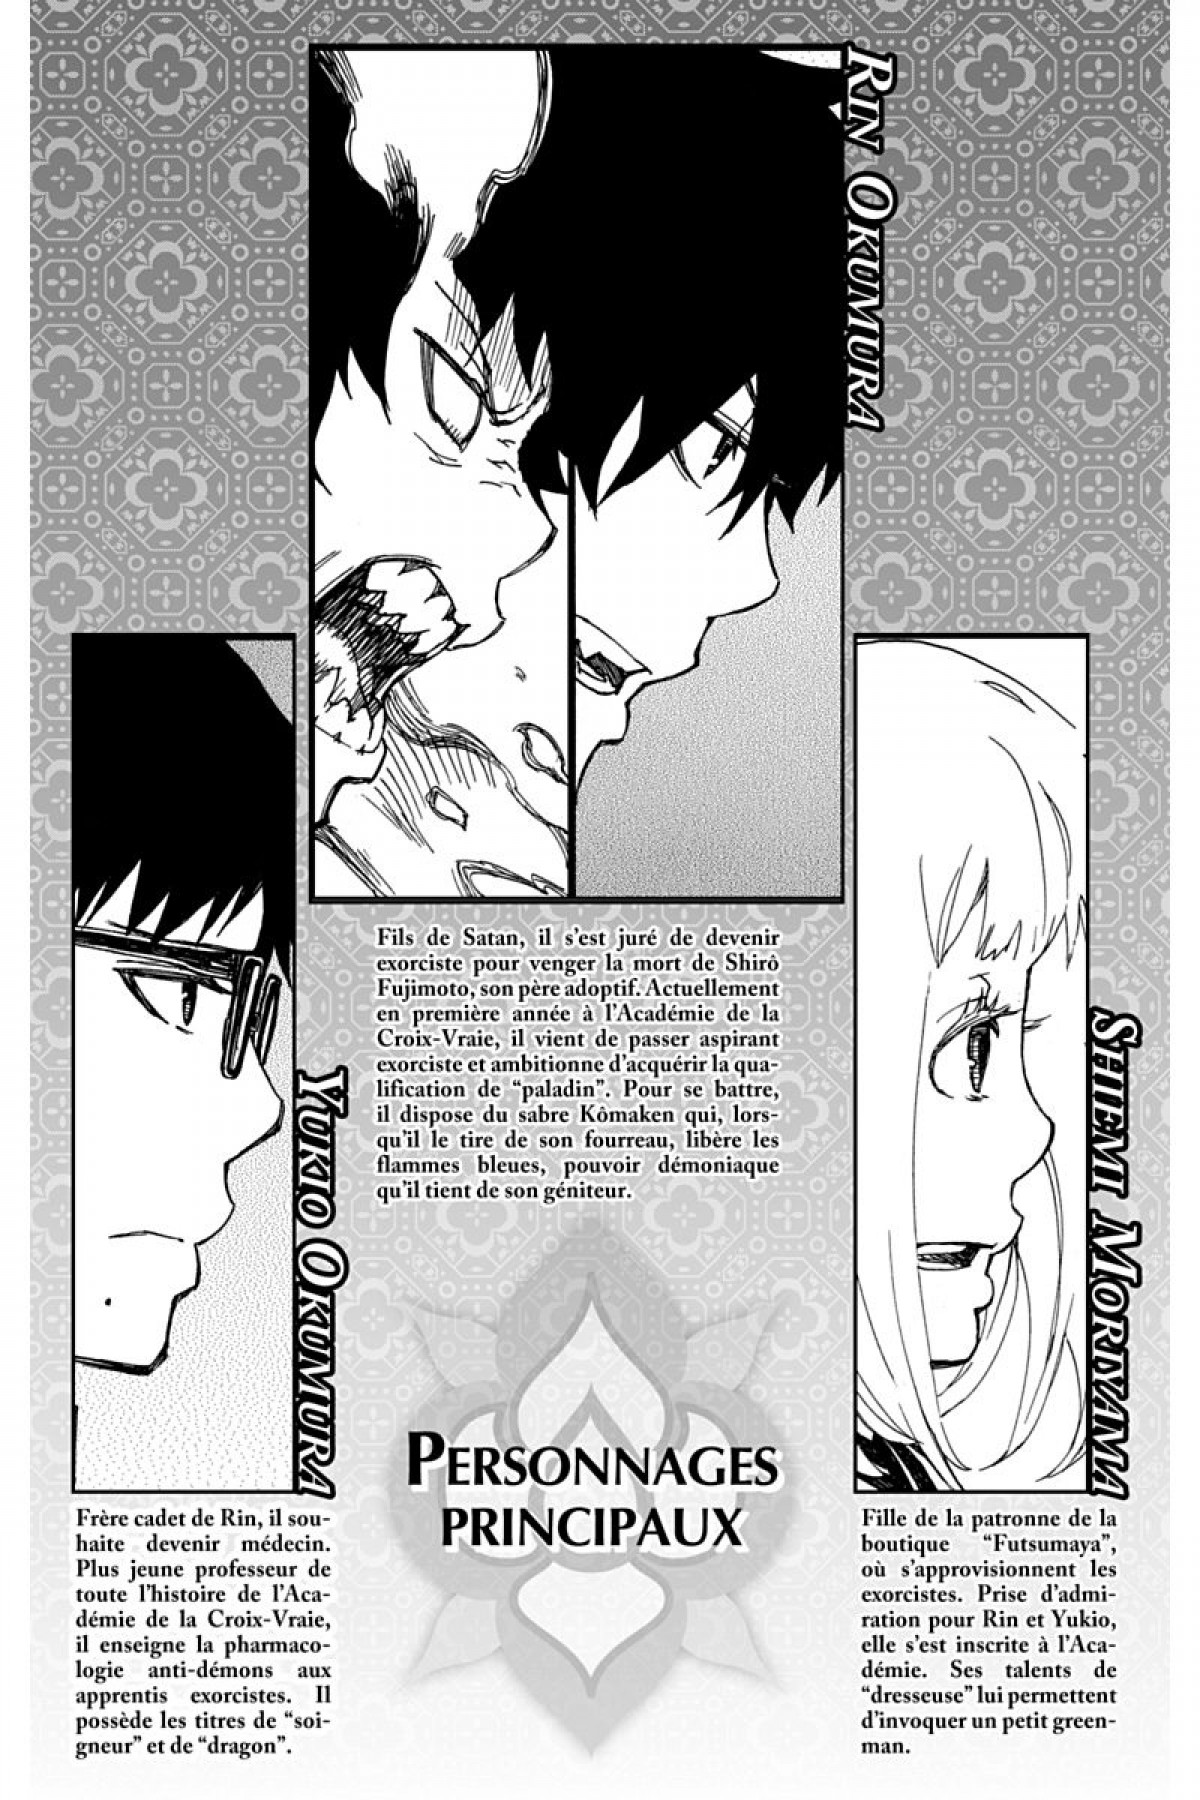 RIN OKUMURA
Fils de Satan, il s'est juré de devenir
exorciste pour venger la mort de Shirô
Fujimoto, son père adoptif. Actuellement
en première année à l'Académie de la
Croix-Vraie, il vient de passer aspirant
exorciste et ambitionne d'acquérir la qua-
lification de “paladin”. Pour se battre,
il dispose du sabre Kômaken qui, lors-
qu'il le tire de son fourreau, libère les
flammes bleues, pouvoir démoniaque
qu'il tient de son géniteur.
YUKIO OKUMURA
Frère cadet de Rin, il sou-
haite devenir médecin.
Plus jeune professeur de
toute l'histoire de l'Aca-
démie de la Croix-Vraie,
il enseigne la pharmaco-
logie anti-démons aux
apprentis exorcistes. Il
possède les titres de “soi-
gneur” et de “dragon”.
PERSONNAGES
PRINCIPAUX
SHIEMI MORIYAMA
Fille de la patronne de la
boutique “Futsumaya”,
où s'approvisionnent les
exorcistes. Prise d'admi-
ration pour Rin et Yukio,
elle s'est inscrite à l'Aca-
démie. Ses talents de
“dresseuse” lui permettent
d'invoquer un petit green-
man.